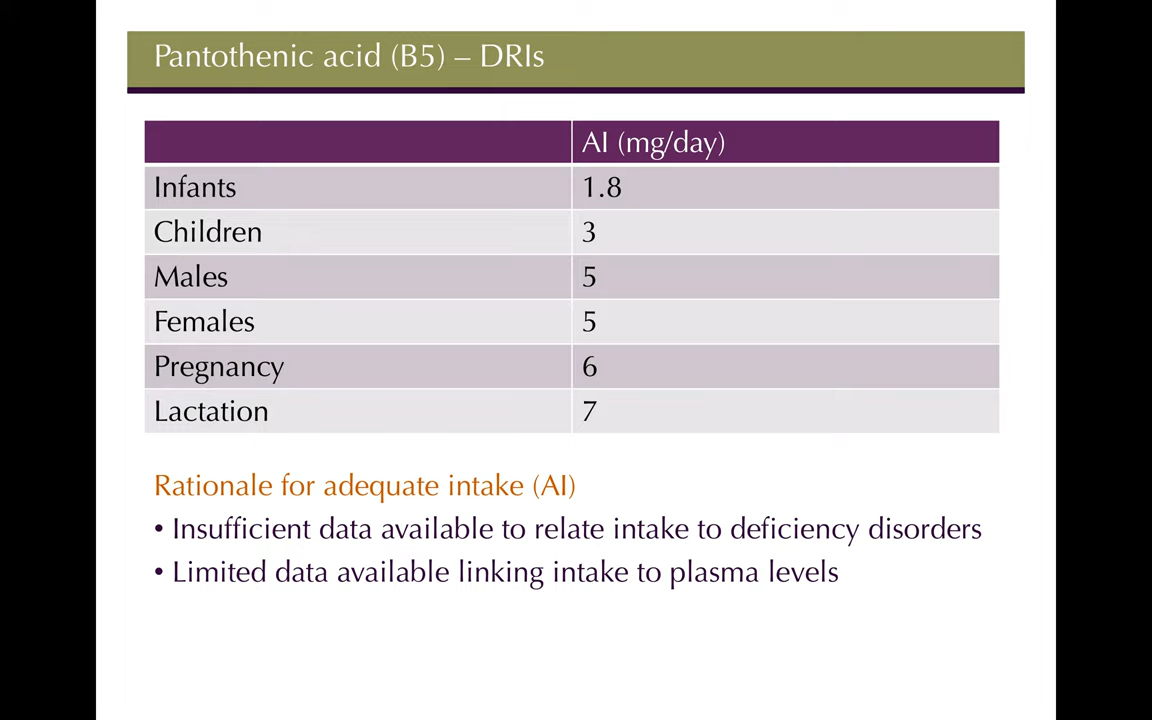 Pantothenic acid (B5) – DRIs
AI (mg/day)
Infants 1.8
Children 3
Males 5
Females 5
Pregnancy 6
Lactation 7
Rationale for adequate intake (AI)
• Insufficient data available to relate intake to deficiency disorders
• Limited data available linking intake to plasma levels